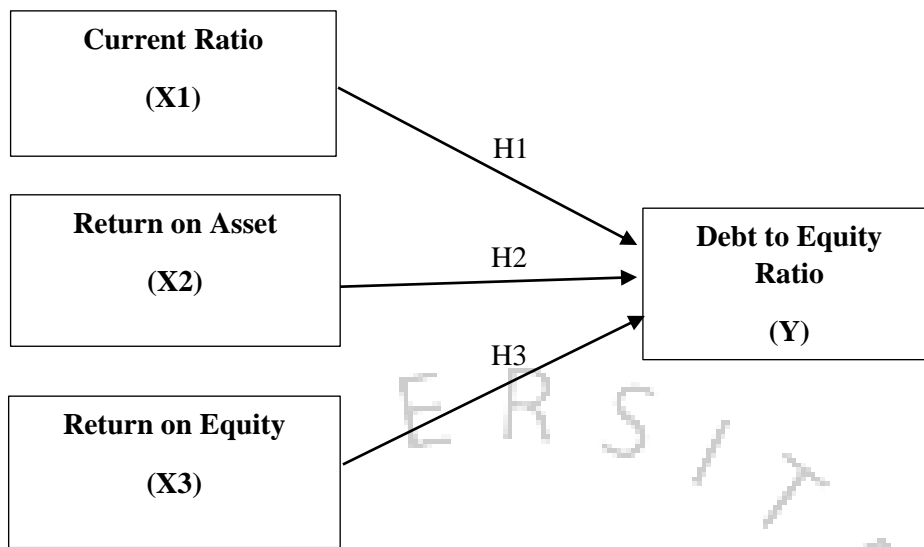 Current Ratio
(X1)
H1
Return on Asset
(X2)
H2
Debt to Equity
Ratio
(Y)
H3
Return on Equity
(X3)
E R S I T